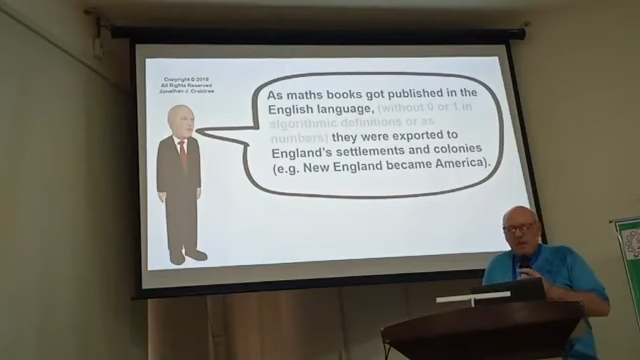 Copyright © 2018
All Rights Reserved
Jonathan J. Crabtree
As maths books got published in the
English language, (without 0 or 1 in
algorithmic definitions or as
numbers) they were exported to
England's settlements and colonies
(e.g. New England became America).